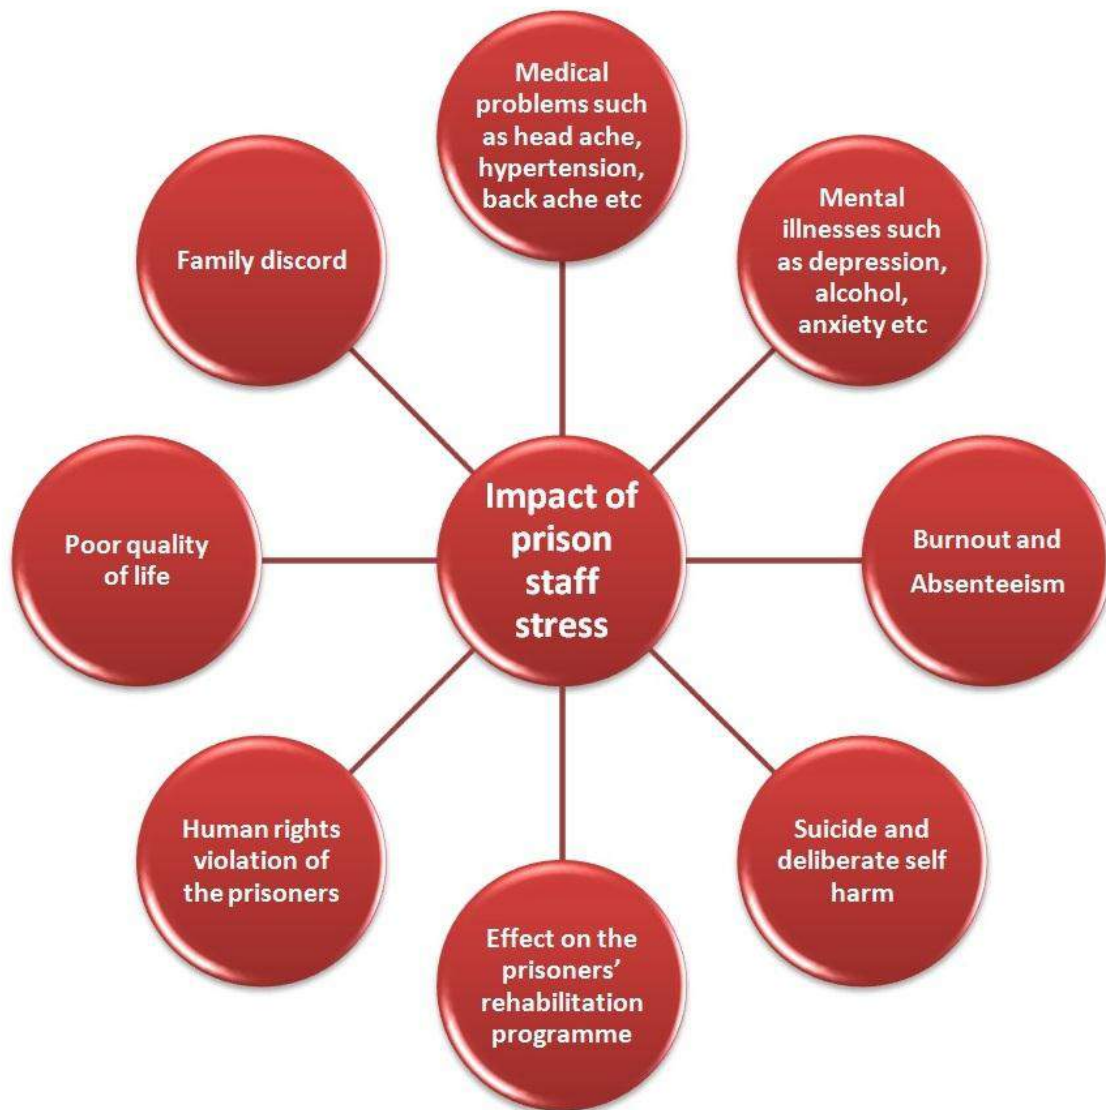 Medical
problems such
as head ache,
hypertension,
back ache etc
Mental
illnesses such
as depression,
alcohol,
anxiety etc
Burnout and
Absenteeism
Suicide and
deliberate self
harm
Effect on the
prisoners’
rehabilitation
programme
Human rights
violation of
the prisoners
Poor quality
of life
Family discord
Impact of
prison
staff
stress